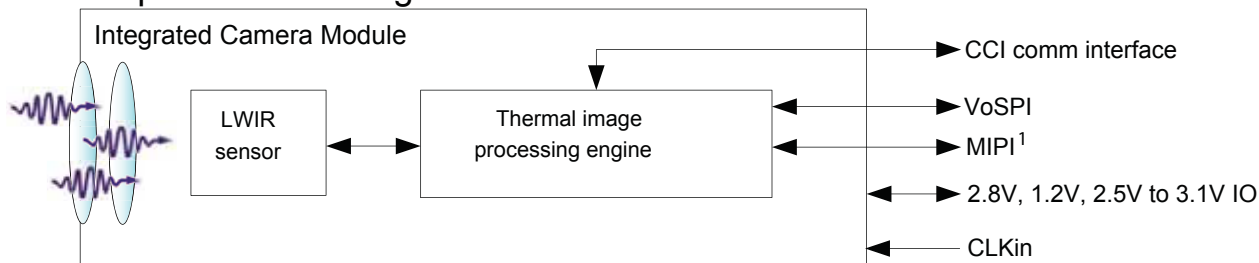 Integrated Camera Module
CCI comm interface
LWIR
sensor
Thermal image
processing engine
VoSPI
MIPI1
2.8V, 1.2V, 2.5V to 3.1V IO
CLKin